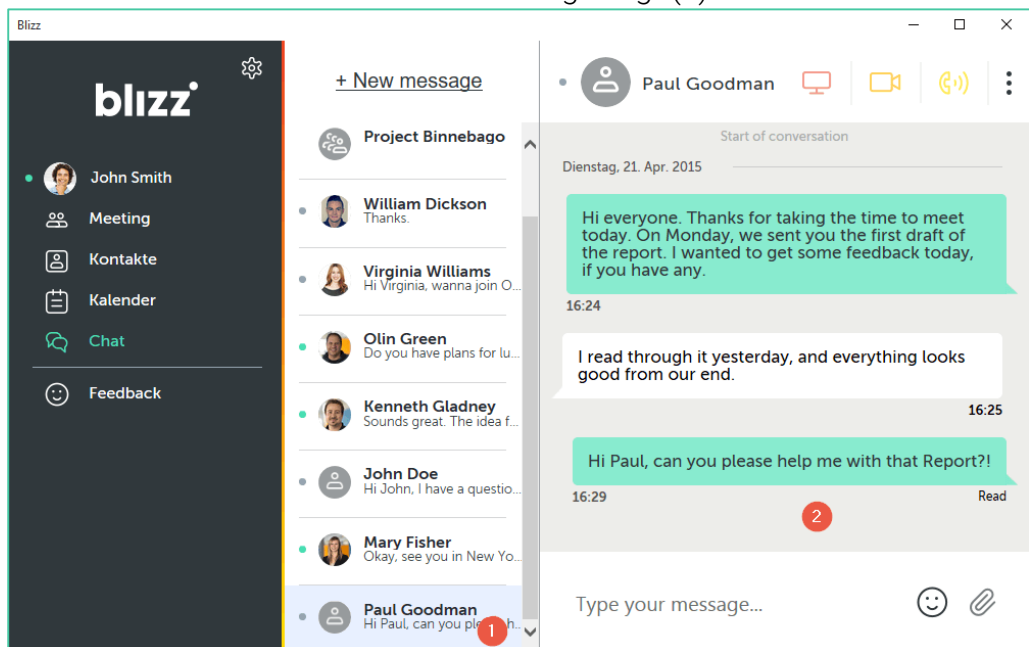 Blizz
blizz
John Smith
Meeting
Kontakte
Kalender
Chat
Feedback
+ New message
Project Binnebago
William Dickson
Thanks.
Virginia Williams
Hi Virginia, wanna join O...
Olin Green
Do you have plans for lu...
Kenneth Gladney
Sounds great. The idea f...
John Doe
Hi John, I have a questio...
Mary Fisher
Okay, see you in New Yo...
Paul Goodman
Hi Paul, can you h...
1
Paul Goodman
Start of conversation
Dienstag, 21. Apr. 2015
Hi everyone. Thanks for taking the time to meet
today. On Monday, we sent you the first draft of
the report. I wanted to get some feedback today,
if you have any.
16:24
I read through it yesterday, and everything looks
good from our end.
16:25
Hi Paul, can you please help me with that Report?!
16:29 Read
2
Type your message...